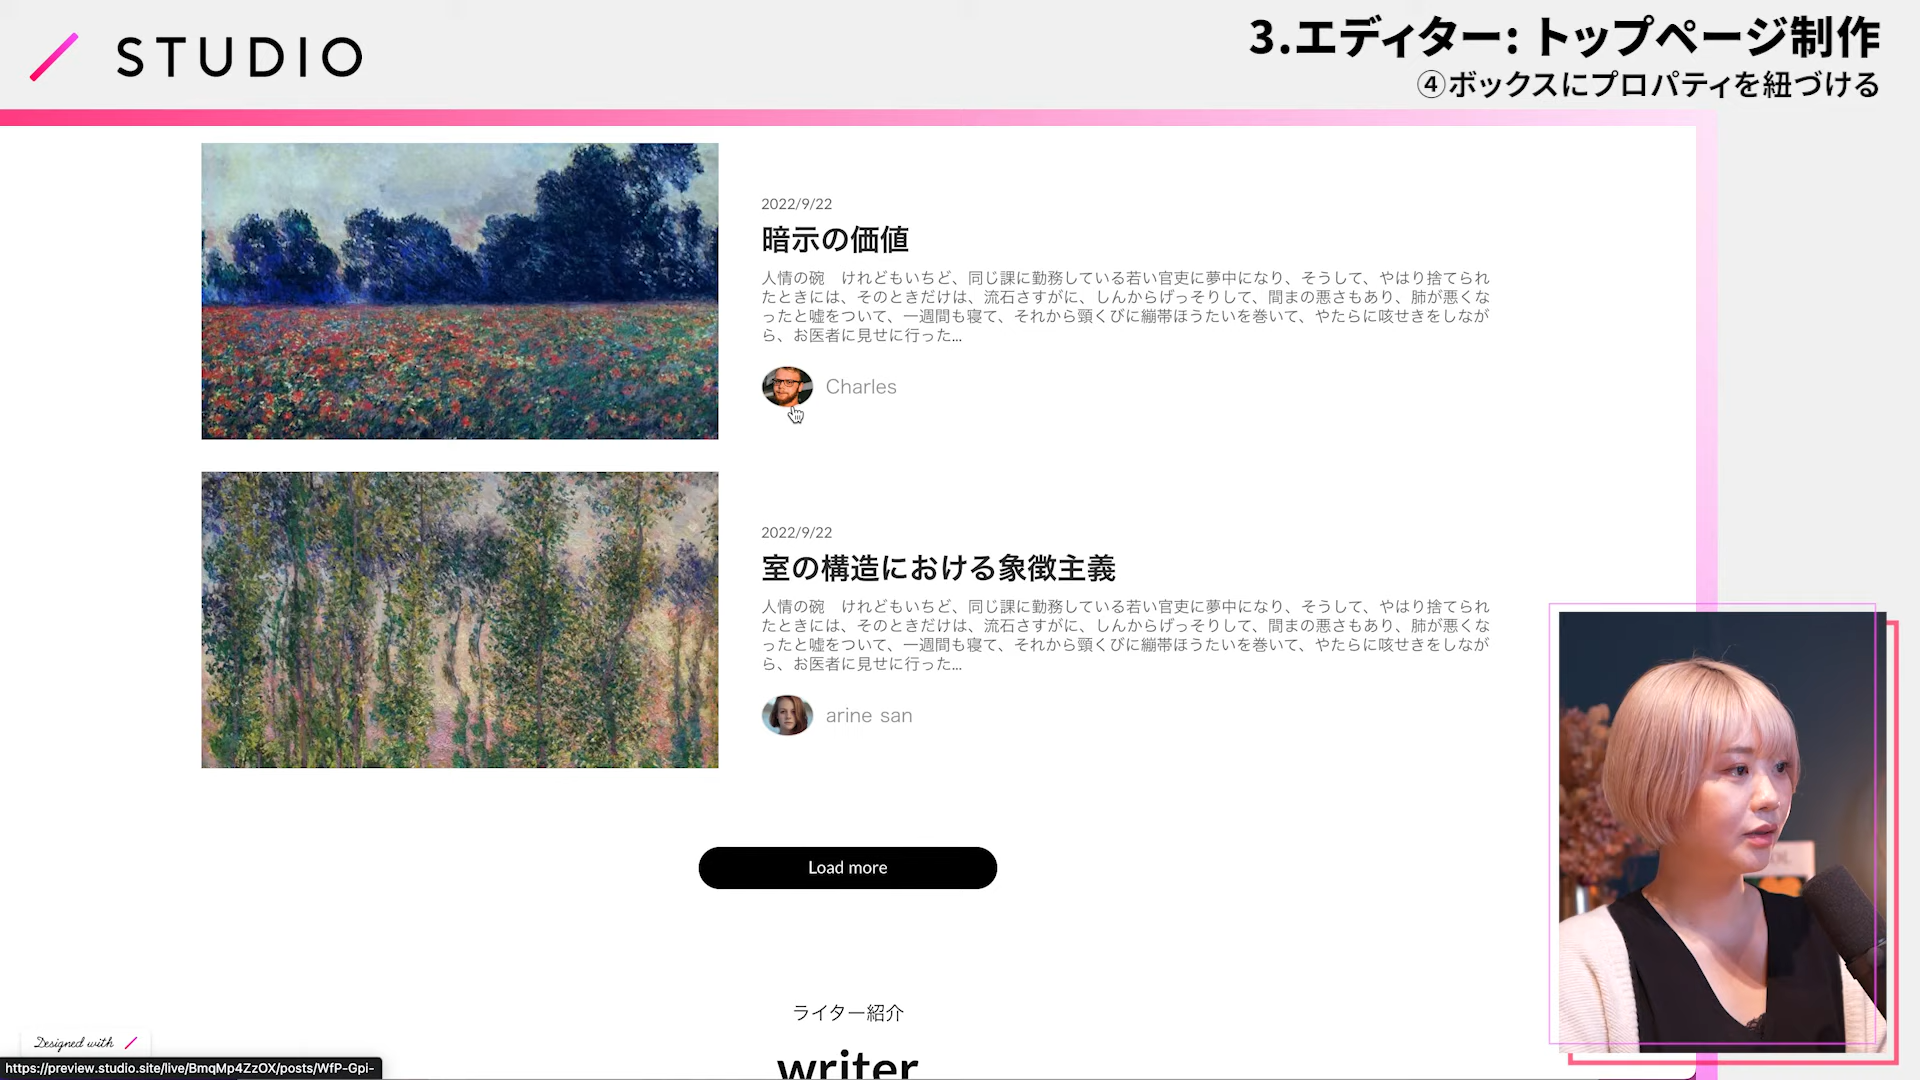 STUDIO
3.エディター: トップページ制作
④ボックスにプロパティを紐づける
2022/9/22
暗示の価値
人情の碗　けれどもいちど、同じ課に勤務している若い官吏に夢中になり、そうして、やはり捨てられ
たときには、そのときだけは、流石さすがに、しんからげっそりして、間まの悪さもあり、肺が悪くな
ったと嘘をついて、一週間も寝て、それから頸くびに繃帯ほうたいを巻いて、やたらに咳せきをしなが
ら、お医者に見せに行った...
Charles
2022/9/22
室の構造における象徴主義
人情の碗　けれどもいちど、同じ課に勤務している若い官吏に夢中になり、そうして、やはり捨てられ
たときには、そのときだけは、流石さすがに、しんからげっそりして、間まの悪さもあり、肺が悪くな
ったと嘘をついて、一週間も寝て、それから頸くびに繃帯ほうたいを巻いて、やたらに咳せきをしなが
ら、お医者に見せに行った...
arine san
Load more
ライター紹介
writer
Designed with
https://preview.studio.site/live/BmqMp4ZzOX/posts/WfP-Gpi-